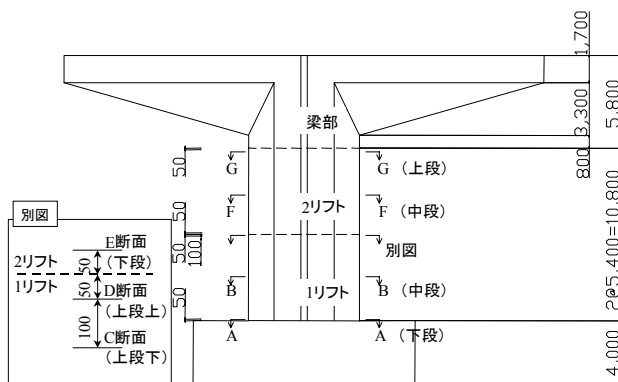 1,700
3,300
5,800
800
梁部
50
G
G (上段)
50
F
2リフト
F (中段)
50
100
別図
2@5,400=10,800
B
1リフト
B (中段)
50
A
A (下段)
4,000
別図
E断面
(下段)
2リフト
50
1リフト
50
D断面
(上段上)
100
C断面
(上段下)